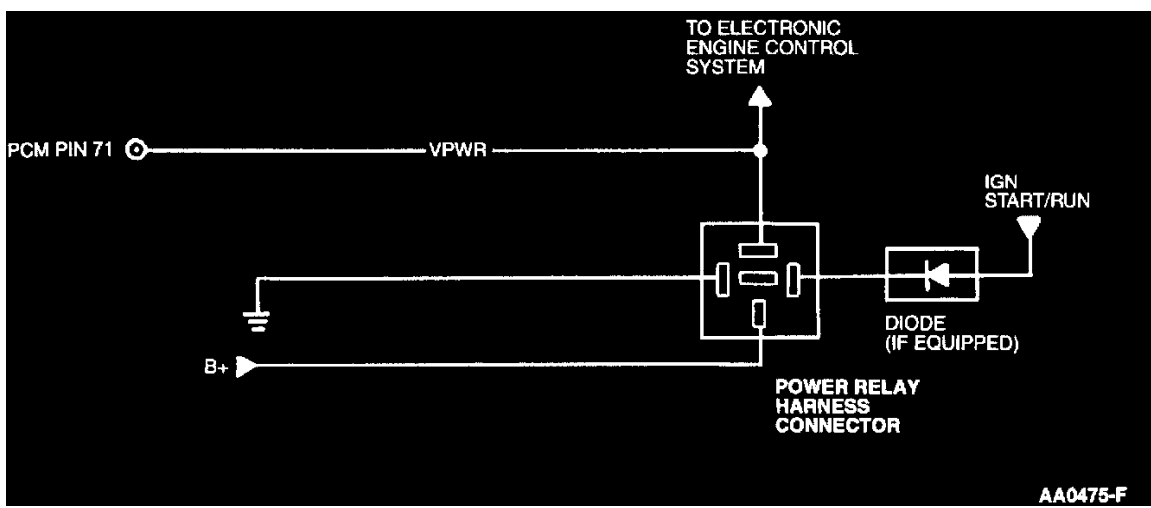 TO ELECTRONIC
ENGINE CONTROL
SYSTEM
PCM PIN 71
VPWR
IGN
START/RUN
DIODE
(IF EQUIPPED)
B+
POWER RELAY
HARNESS
CONNECTOR
AA0475-F